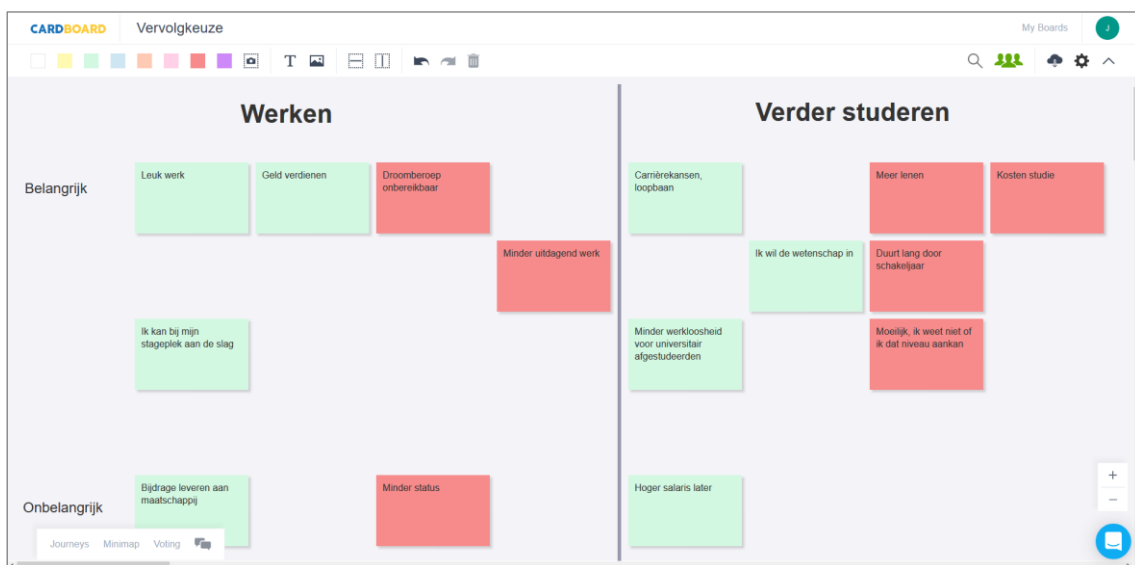 CARDBOARD Vervolgkeuze My Boards J
T
Werken Verder studeren
Belangrijk
Leuk werk
Geld verdienen
Droomberoep
onbereikbaar
Carrièrekansen,
loopbaan
Meer lenen
Kosten studie
Minder uitdagend werk
Ik wil de wetenschap in
Duurt lang door
schakeljaar
Ik kan bij mijn
stageplek aan de slag
Minder werkloosheid
voor universitair
afgestudeerden
Moeilijk, ik weet niet of
ik dat niveau aankan
Onbelangrijk
Bijdrage leveren aan
maatschappij
Minder status
Hoger salaris later
Journeys Minimap Voting